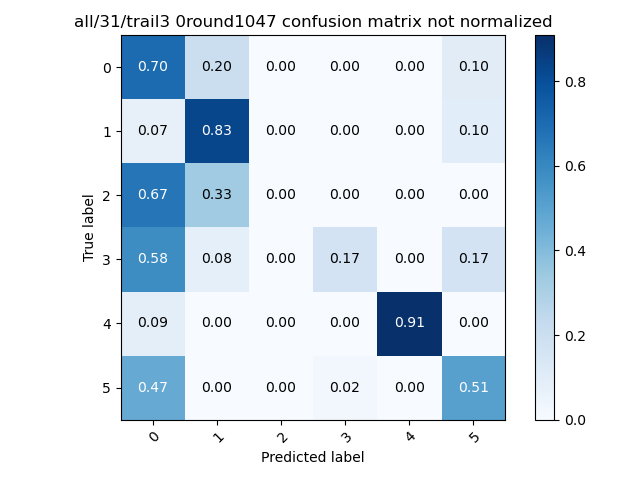 all/31/trail3 0round1047 confusion matrix not normalized
0 0.70 0.20 0.00 0.00 0.00 0.10
1 0.07 0.83 0.00 0.00 0.00 0.10
2 0.67 0.33 0.00 0.00 0.00 0.00
3 0.58 0.08 0.00 0.17 0.00 0.17
4 0.09 0.00 0.00 0.00 0.91 0.00
5 0.47 0.00 0.00 0.02 0.00 0.51
0 1 2 3 4 5
True label
Predicted label
0.8
0.6
0.4
0.2
0.0